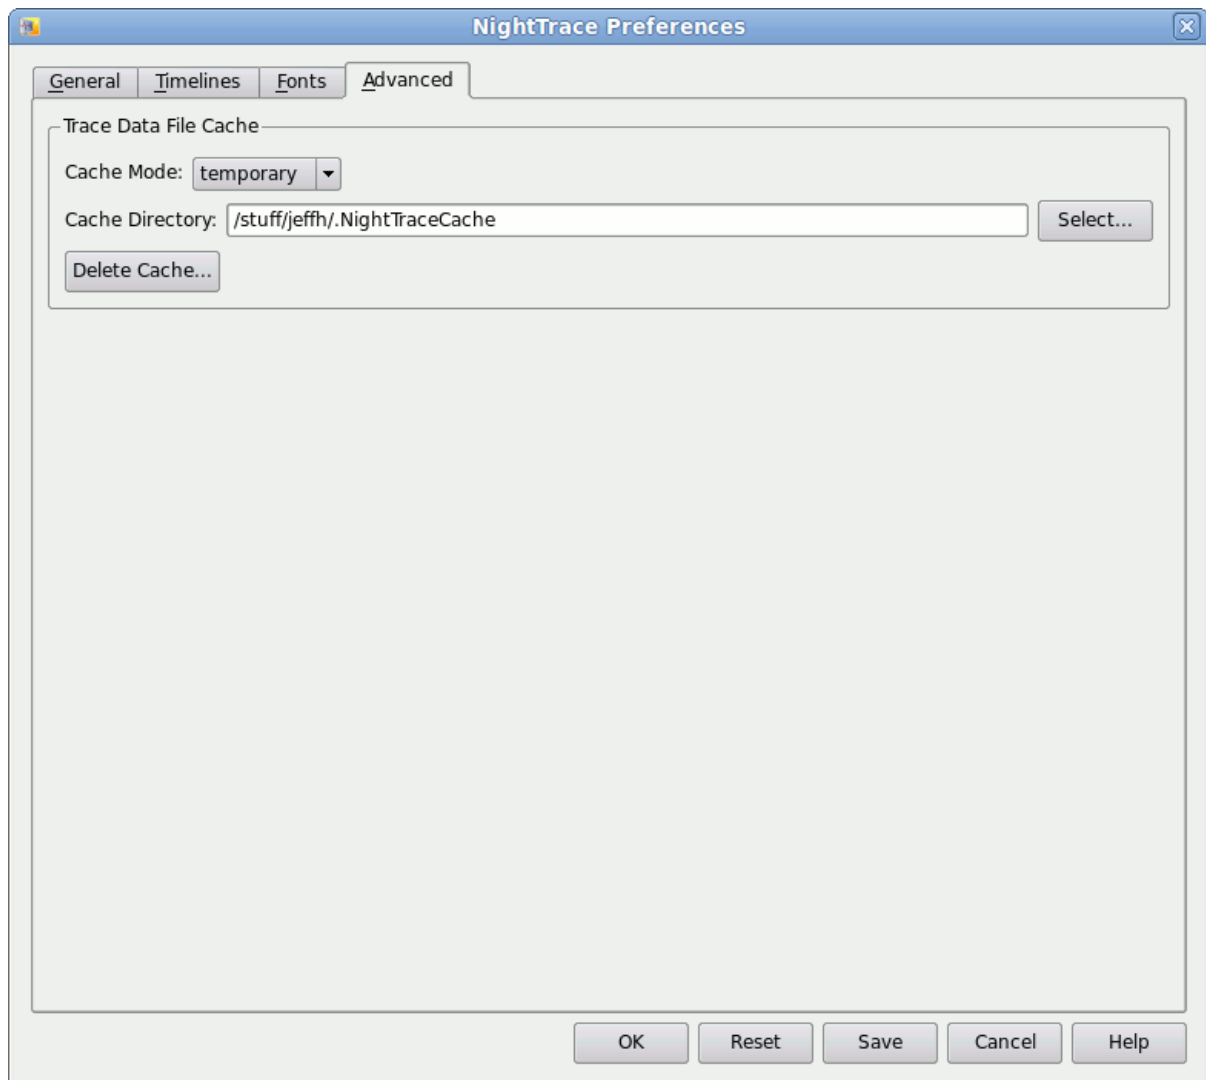 NightTrace Preferences
General Timelines Fonts Advanced
Trace Data File Cache
Cache Mode: temporary
Cache Directory: /stuff/jeffh/.NightTraceCache Select...
Delete Cache...
OK Reset Save Cancel Help